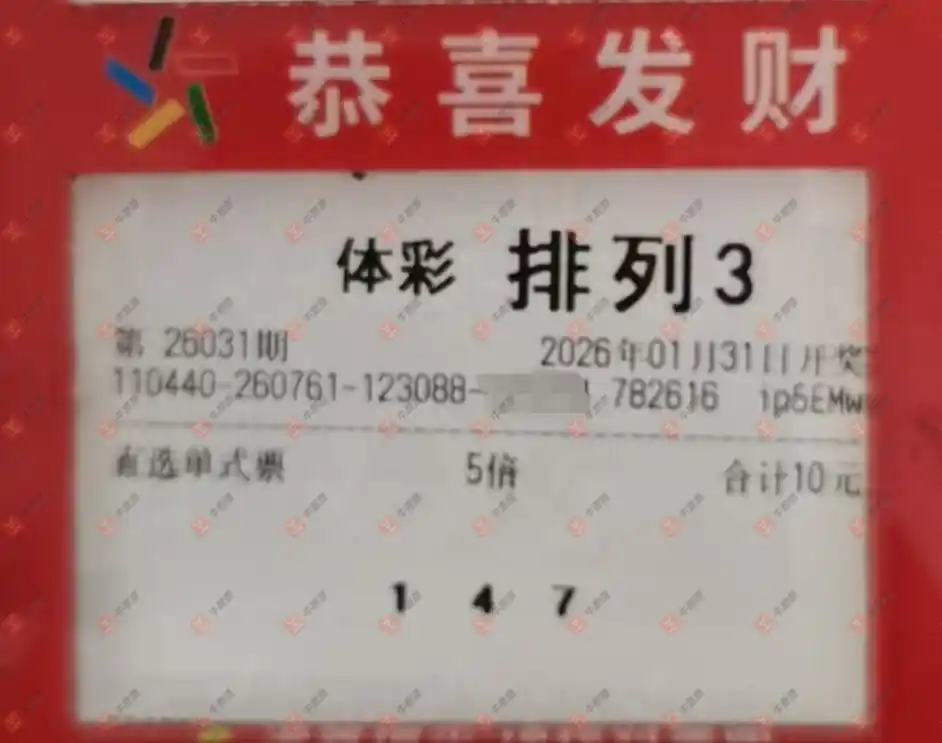 恭喜发财
体彩 排列3
第 26031期 2026年01月31日开奖
110440-260761-123088- 782616 1p6EMw
直选单式票 5倍 合计10元
1 4 7